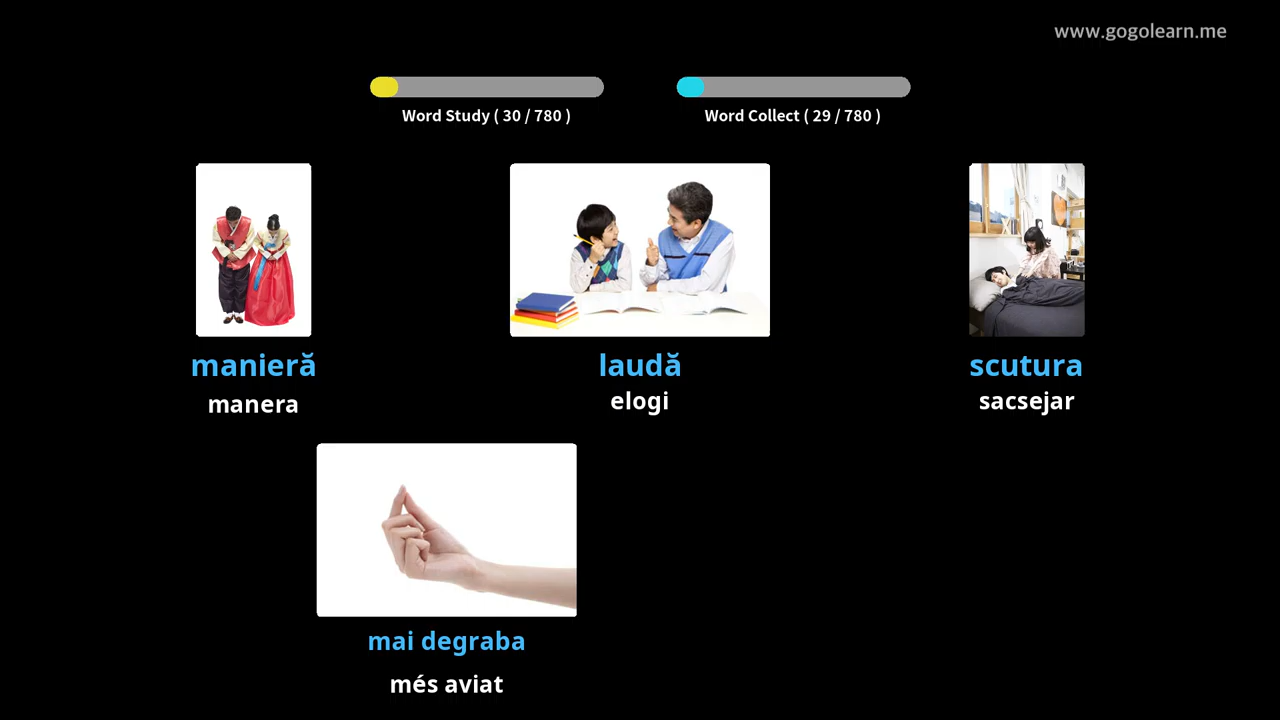 www.gogolearn.me
Word Study ( 30 / 780 )
Word Collect ( 29 / 780 )
manieră
manera
laudă
elogi
scutura
sacsejar
mai degraba
més aviat